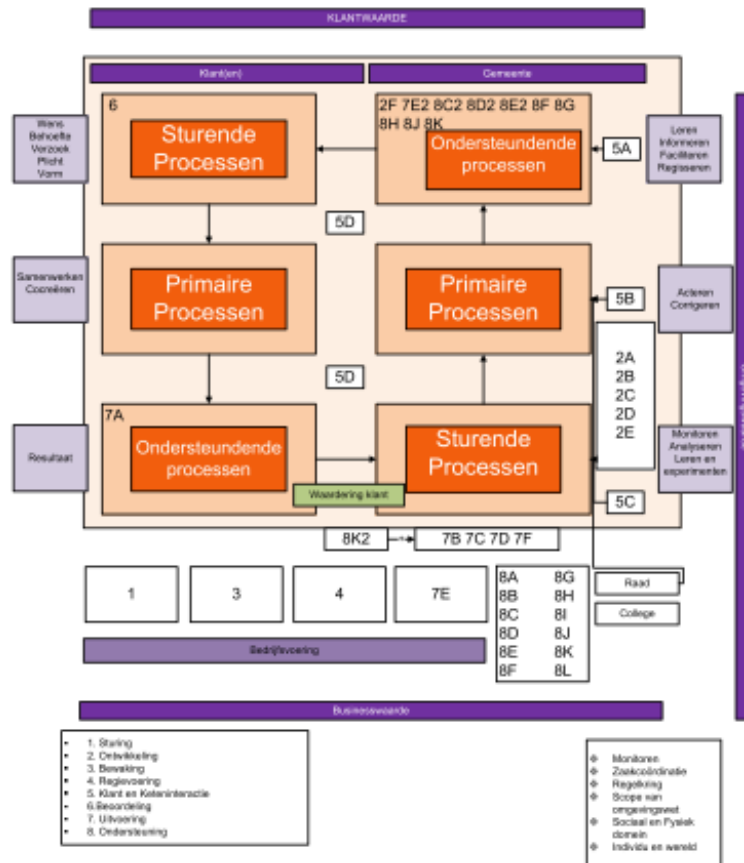 KLANTWAARDE
Klant(en)
Gemeente
6
Sturende
Processen
2F 7E2 8C2 8D2 8E2 8F 8G
8H 8J 8K
Ondersteundende
processen
Wens
Behoefte
Verzoek
Plicht
Vorm
5A
Leren
Informeren
Faciliteren
Regisseren
5D
Samenwerken
Cocreëren
Primaire
Processen
Primaire
Processen
5B
Acteren
Corrigeren
2A
2B
2C
2D
2E
5D
7A
Ondersteundende
processen
Sturende
Processen
Resultaat
Monitoren
Analyseren
Leren en
experimenten
Waardering klant
5C
8K2
7B 7C 7D 7F
1
3
4
7E
8A 8G
8B 8H
8C 8I
8D 8J
8E 8K
8F 8L
Raad
College
Bedrijfsvoering
Businesswaarde
1. Sturing
2. Ontwikkeling
3. Bewaking
4. Regievoering
5. Klant en Keteninteractie
6.Beoordeling
7. Uitvoering
8. Ondersteuning
Monitoren
Zaakcoördinatie
Regelkring
Scope van
omgevingswet
Sociaal en Fysiek
domein
Individu en wereld